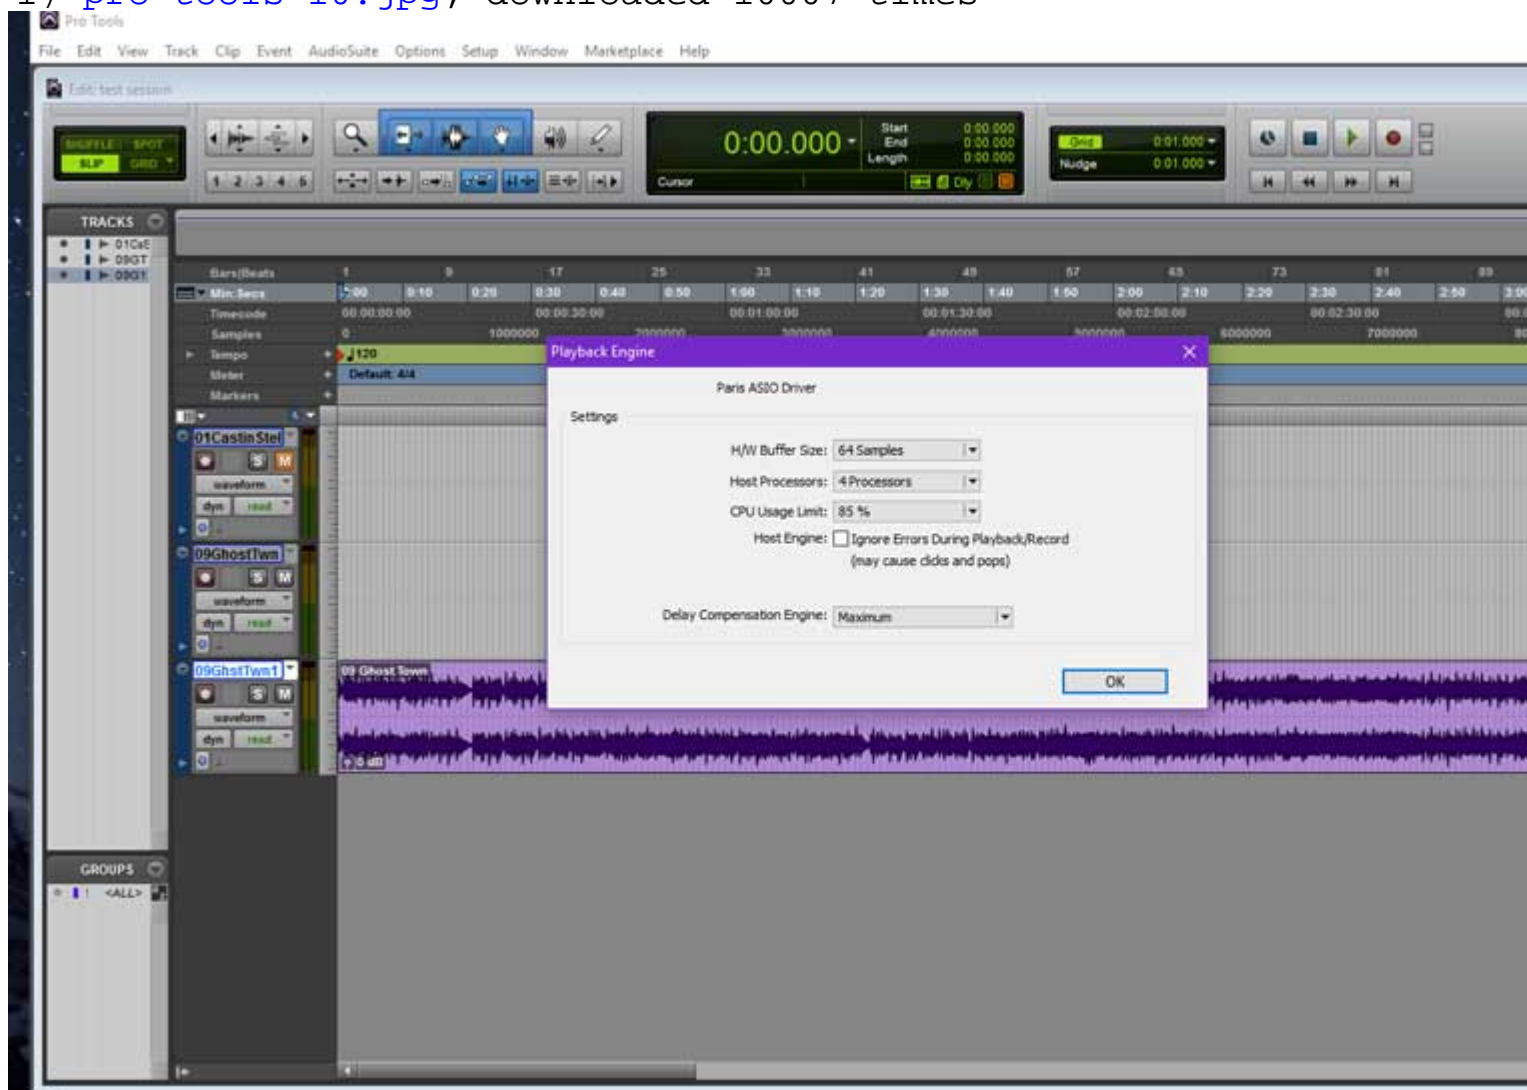 Pro Tools
File Edit View Track Clip Event AudioSuite Options Setup Window Marketplace Help
Edit: test session
SHUFFLE SPOT
SLIP GRID
1 2 3 4 5
0:00.000
Start 0:00.000
End 0:00.000
Length 0:00.000
Cursor
Dly
Grid 0:01.000
Nudge 0:01.000
TRACKS
01CaS
09GT
09G1
Bars|Beats 1 9 17 25 33 41 49 57 65 73 81 89
Min:Secs 0:00 0:10 0:20 0:30 0:40 0:50 1:00 1:10 1:20 1:30 1:40 1:50 2:00 2:10 2:20 2:30 2:40 2:50 3:00
Timecode 00:00:00:00 00:00:30:00 00:01:00:00 00:01:30:00 00:02:00:00 00:02:30:00
Samples 0 1000000 2000000 3000000 4000000 5000000 6000000 7000000
Tempo 120
Meter Default: 4/4
Markers
Playback Engine
Paris ASIO Driver
Settings
H/W Buffer Size: 64 Samples
Host Processors: 4 Processors
CPU Usage Limit: 85 %
Host Engine: Ignore Errors During Playback/Record
(may cause clicks and pops)
Delay Compensation Engine: Maximum
OK
01CastinStel
S M
waveform
dyn read
09GhostTwn
S M
waveform
dyn read
09GhstTwn1
S M
waveform
dyn read
09 Ghost Town
0 dB
GROUPS
! <ALL>